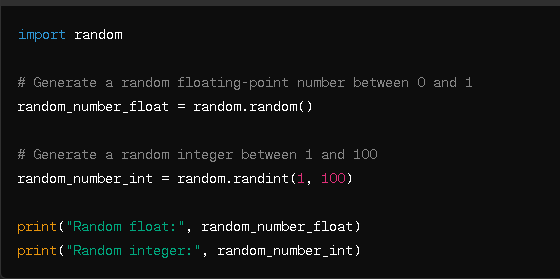 import random
# Generate a random floating-point number between 0 and 1
random_number_float = random.random()
# Generate a random integer between 1 and 100
random_number_int = random.randint(1, 100)
print("Random float:", random_number_float)
print("Random integer:", random_number_int)